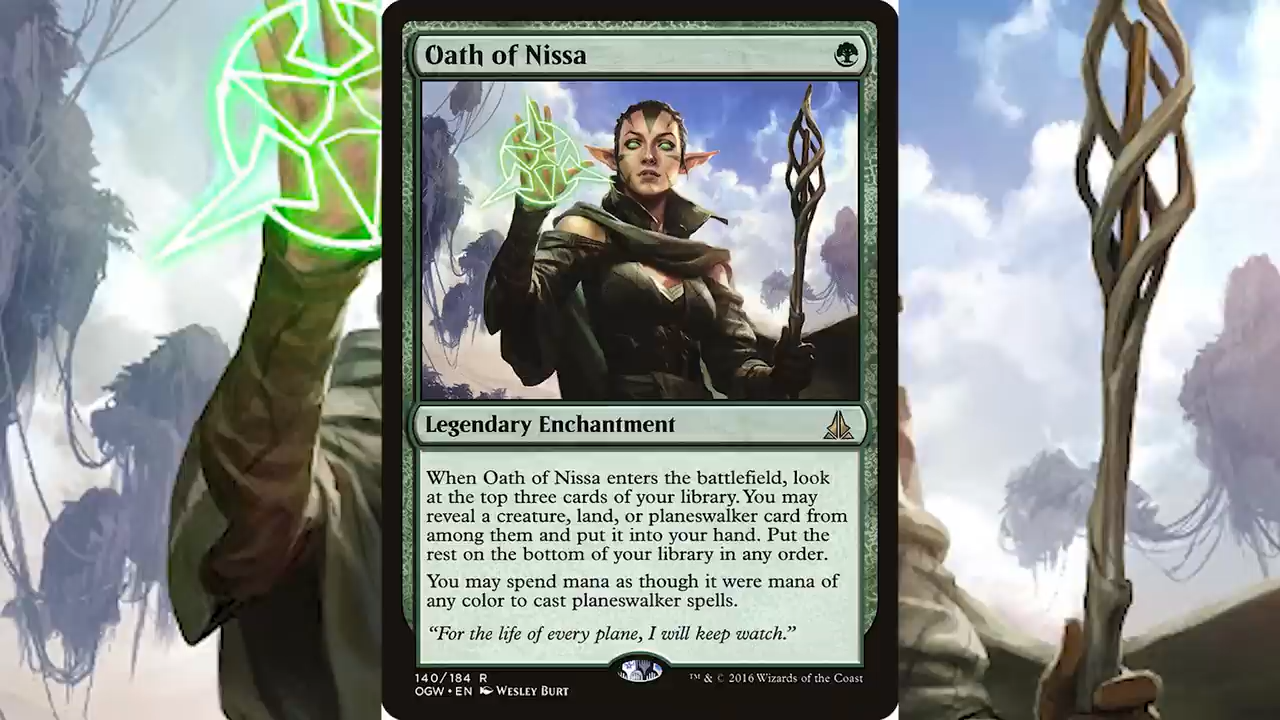 Oath of Nissa
Legendary Enchantment
When Oath of Nissa enters the battlefield, look
at the top three cards of your library. You may
reveal a creature, land, or planeswalker card from
among them and put it into your hand. Put the
rest on the bottom of your library in any order.
You may spend mana as though it were mana of
any color to cast planeswalker spells.
“For the life of every plane, I will keep watch.”
140/184 R
OGW • EN Wesley Burt
™ & © 2016 Wizards of the Coast